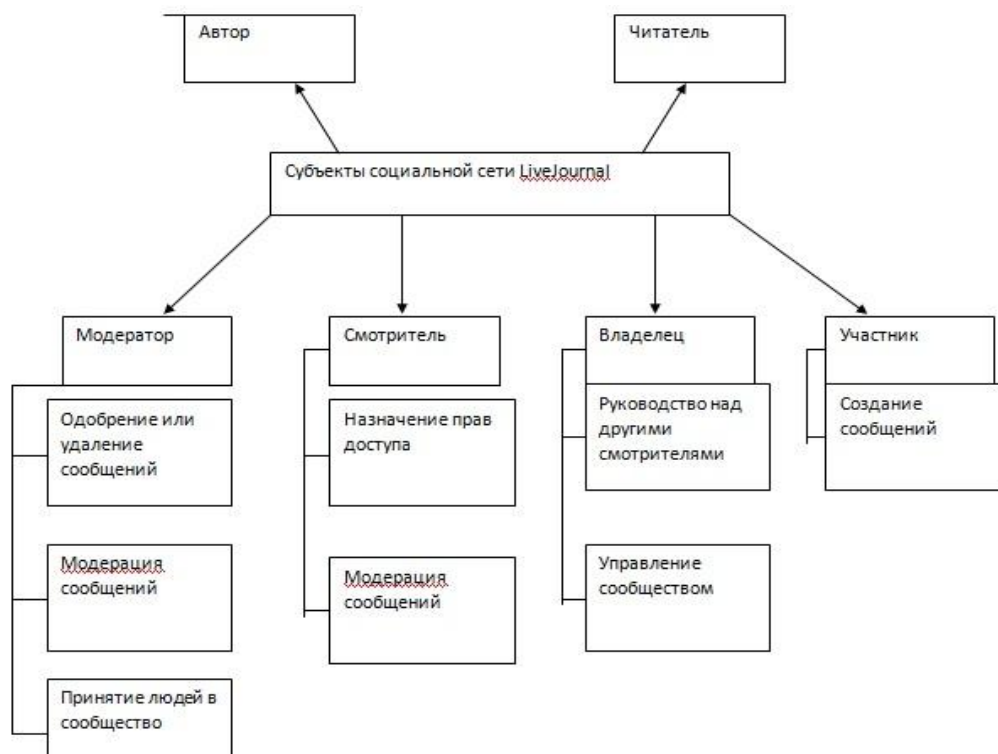 Автор
Читатель
Субъекты социальной сети LiveJournal
Модератор
Смотритель
Владелец
Участник
Одобрение или
удаление
сообщений
Назначение прав
доступа
Руководство над
другими
смотрителями
Создание
сообщений
Модерация
сообщений
Модерация
сообщений
Управление
сообществом
Принятие людей в
сообщество